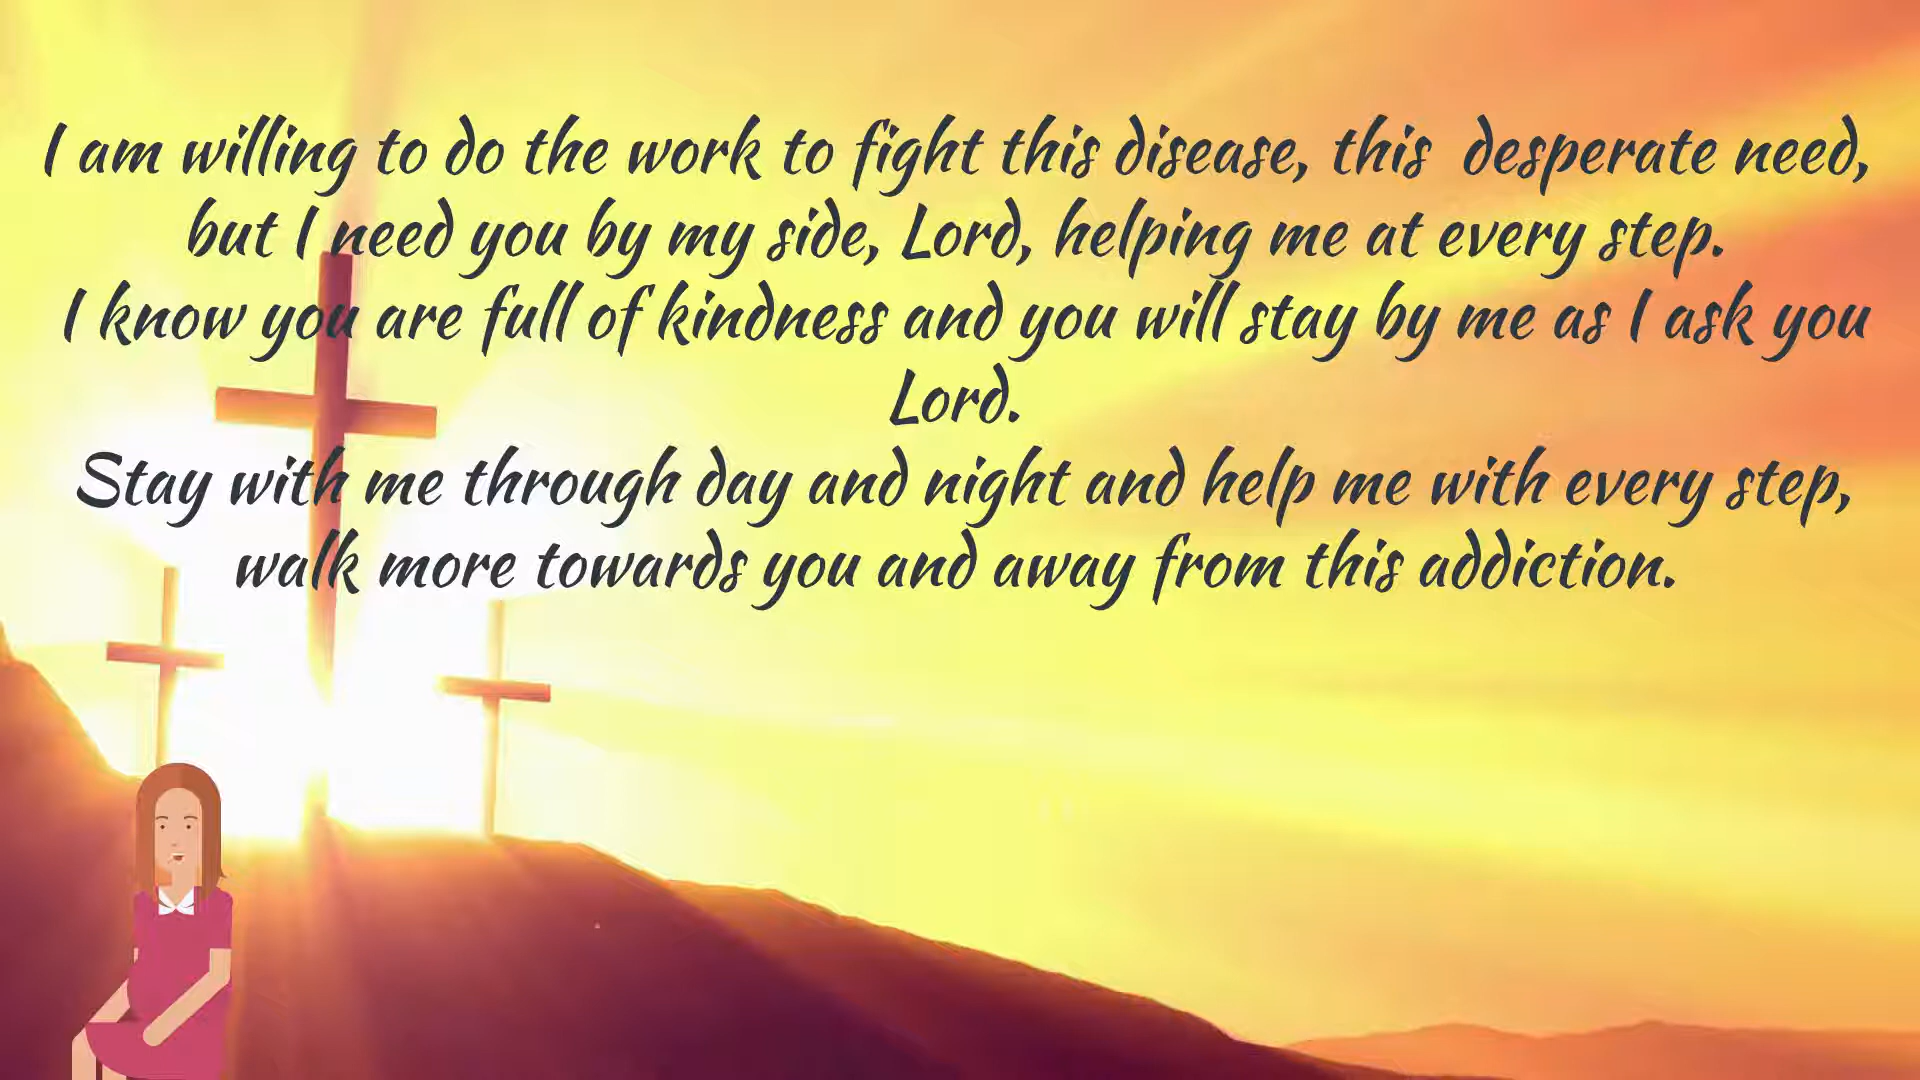 I am willing to do the work to fight this disease, this  desperate need,
but I need you by my side, Lord, helping me at every step.
I know you are full of kindness and you will stay by me as I ask you
Lord.
Stay with me through day and night and help me with every step,
walk more towards you and away from this addiction.